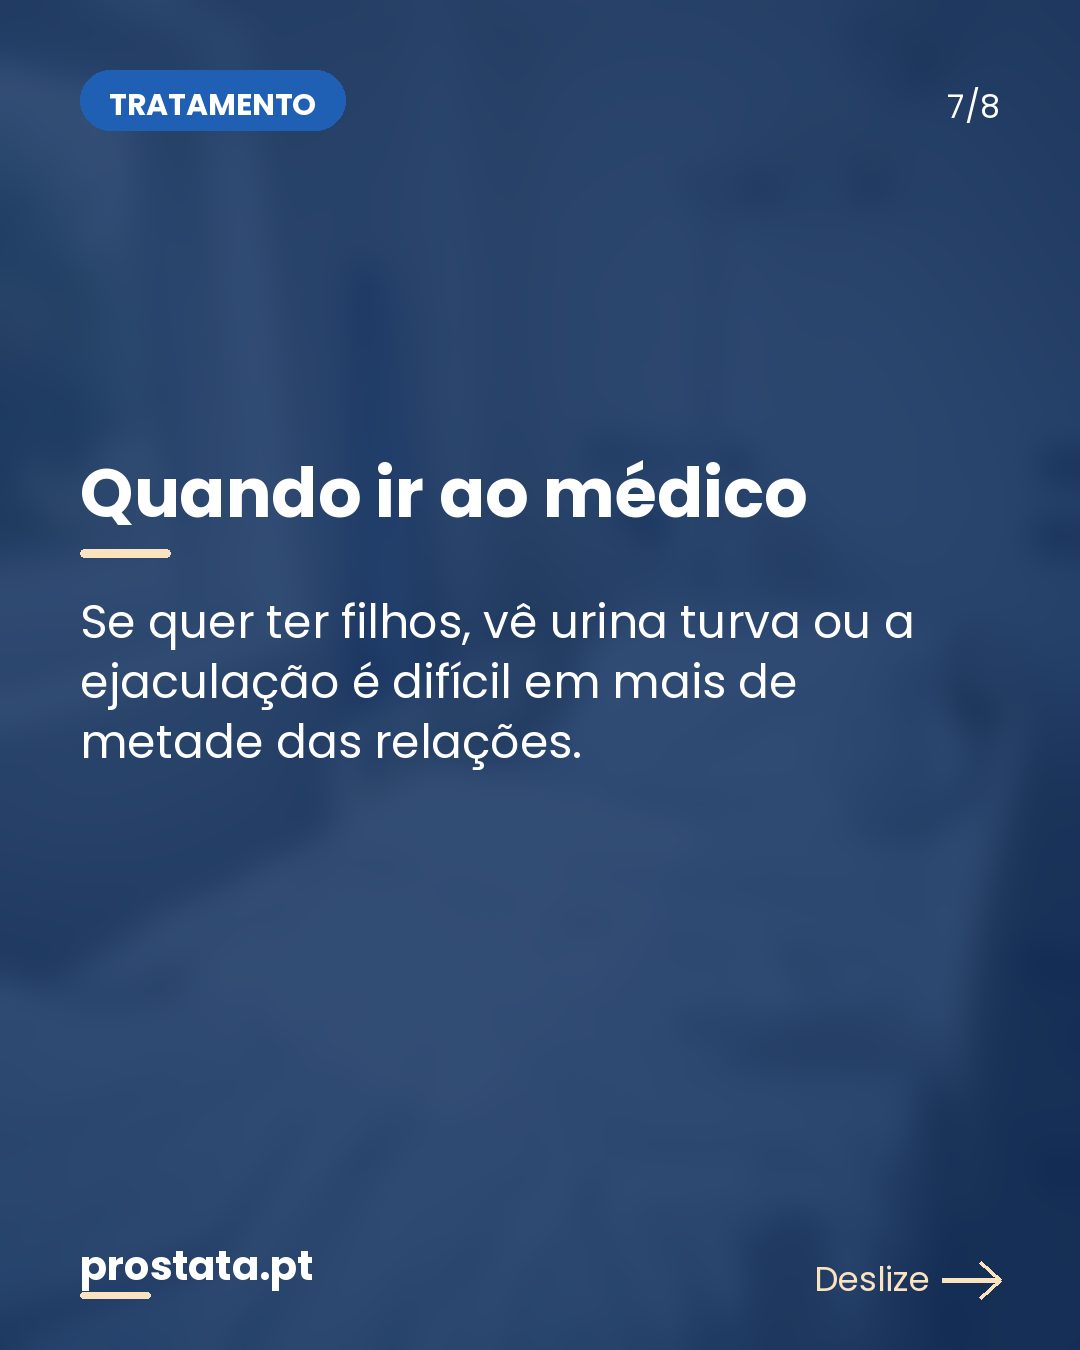 TRATAMENTO
7/8
Quando ir ao médico
Se quer ter filhos, vê urina turva ou a
ejaculação é difícil em mais de
metade das relações.
prostata.pt
Deslize